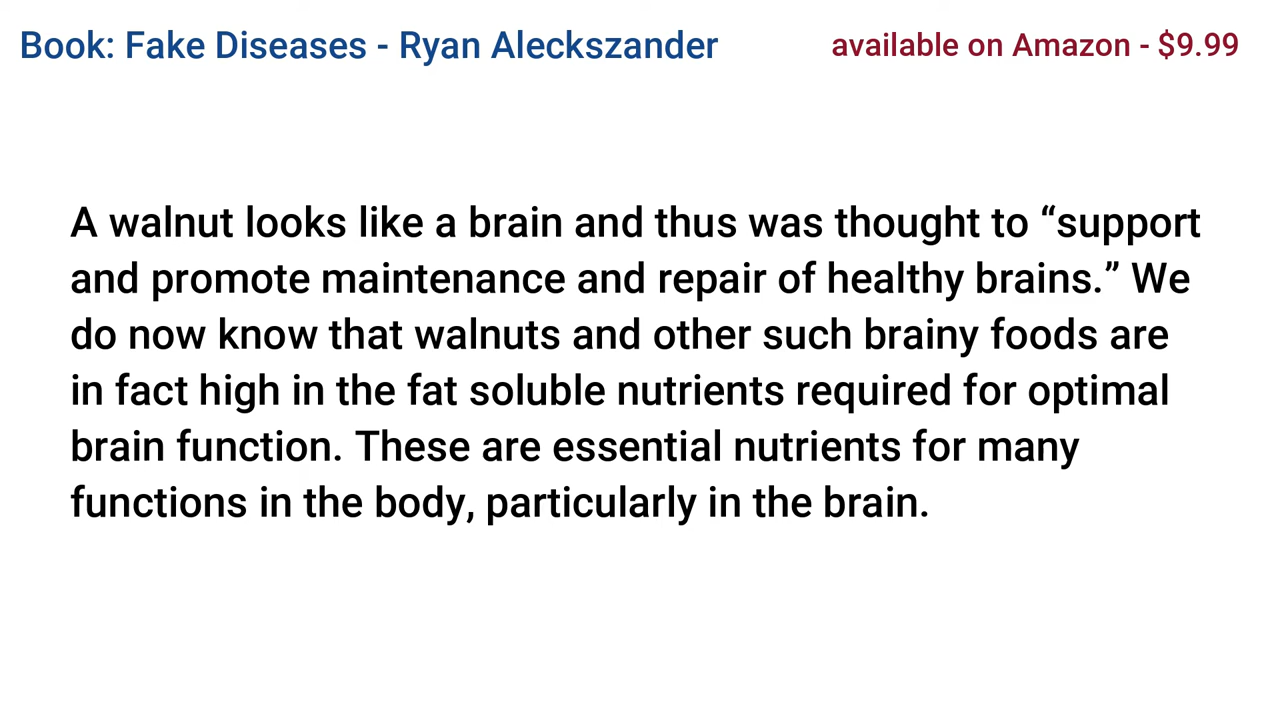 Book: Fake Diseases - Ryan Aleckszander
available on Amazon - $9.99
A walnut looks like a brain and thus was thought to “support
and promote maintenance and repair of healthy brains.” We
do now know that walnuts and other such brainy foods are
in fact high in the fat soluble nutrients required for optimal
brain function. These are essential nutrients for many
functions in the body, particularly in the brain.